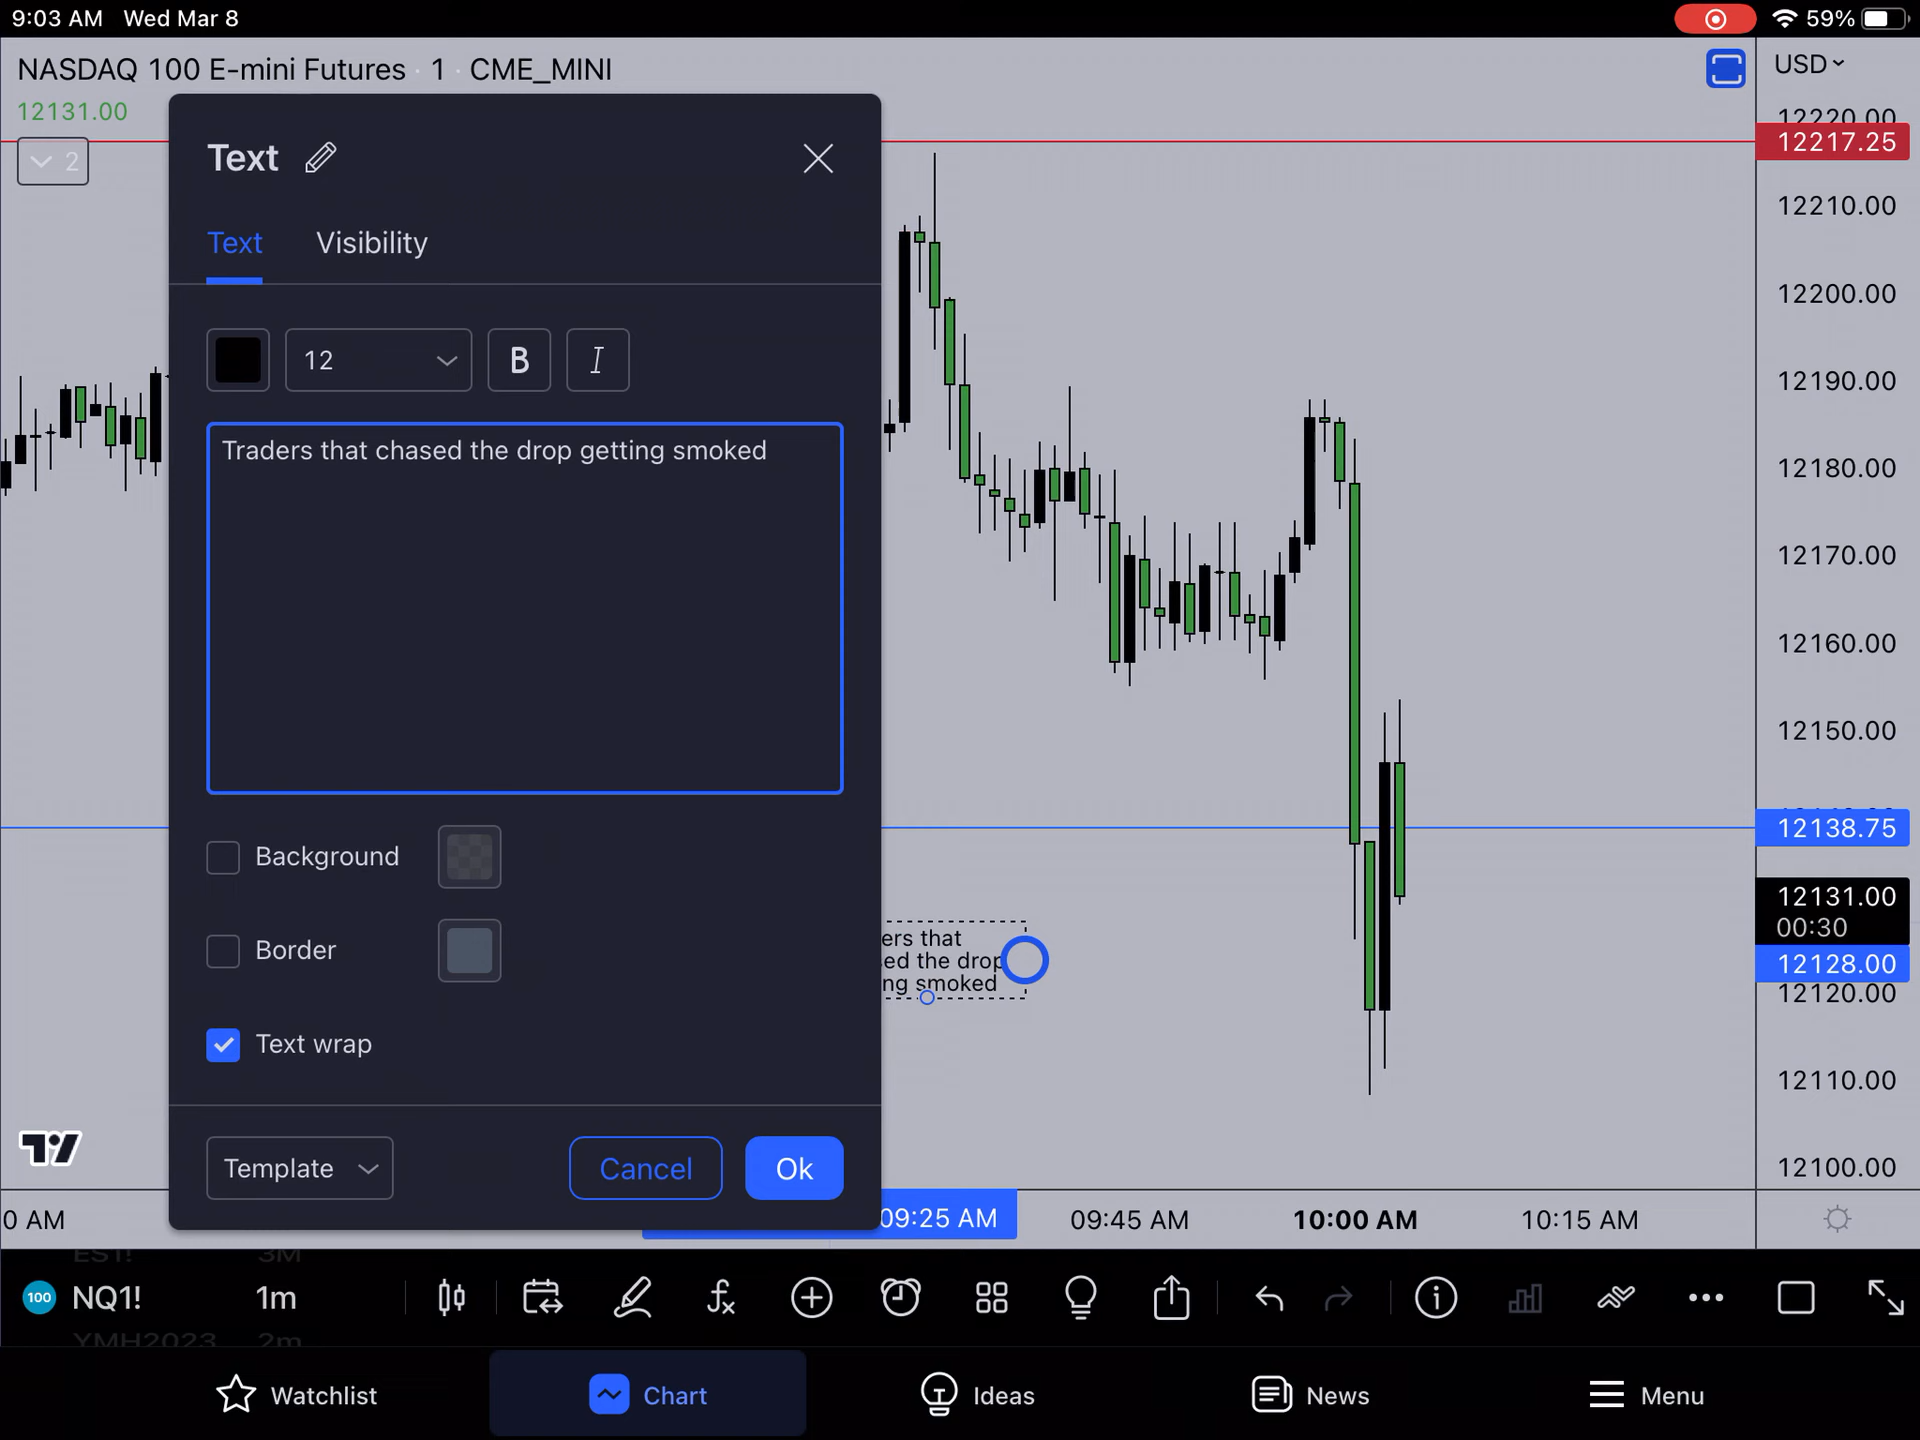 9:03 AM Wed Mar 8
59%
NASDAQ 100 E-mini Futures · 1 · CME_MINI
USD
12131.00
2
Text
Text Visibility
12 B I
Traders that chased the drop getting smoked
Background
Border
Text wrap
Template Cancel Ok
ers that
ed the drop
ng smoked
12220.00
12217.25
12210.00
12200.00
12190.00
12180.00
12170.00
12160.00
12150.00
12138.75
12131.00
00:30
12128.00
12120.00
12110.00
12100.00
0 AM 09:25 AM 09:45 AM 10:00 AM 10:15 AM
3M
100 NQ1! 1m
YMH2023 2m
Watchlist Chart Ideas News Menu